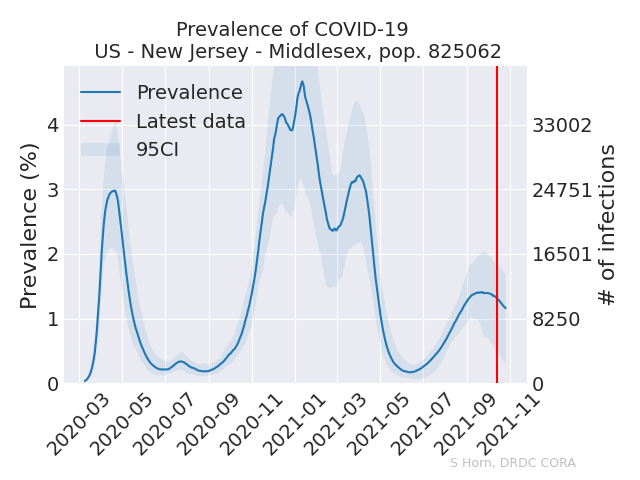 Prevalence of COVID-19
US - New Jersey - Middlesex, pop. 825062
Prevalence
Latest data
95CI
Prevalence (%)
4
3
2
1
0
33002
24751
16501
8250
0
# of infections
2020-03
2020-05
2020-07
2020-09
2020-11
2021-01
2021-03
2021-05
2021-07
2021-09
2021-11
S Horn, DRDC CORA